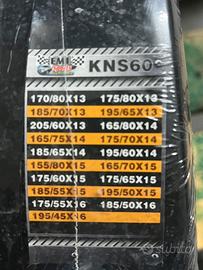 EMI KNS60
170/80X13 175/80X13
185/70X13 195/65X13
205/60X13 165/80X14
165/75X14 175/70X14
185/65X14 195/60X14
155/80X15 165/70X15
175/60X15 175/65X15
185/55X15 195/50X15
175/55X16 185/50X16
195/45X16
subito